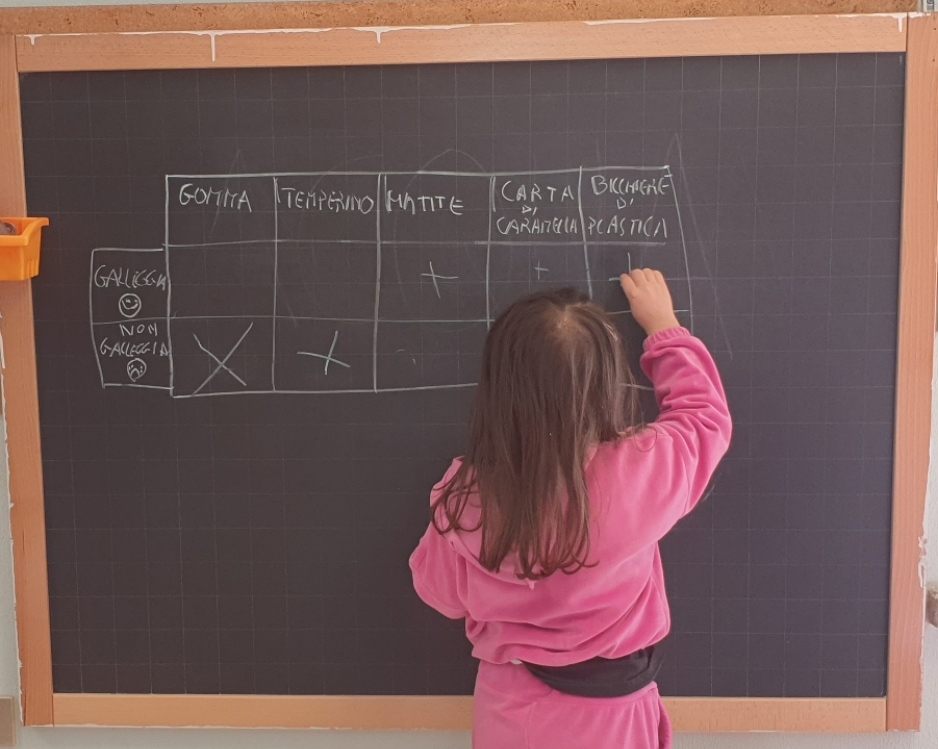 GOMMA TEMPERINO MATITE CARTA DI CARAMELLA BICCHIERE DI PLASTICA
GALLEGGIA
NON
GALLEGGIA